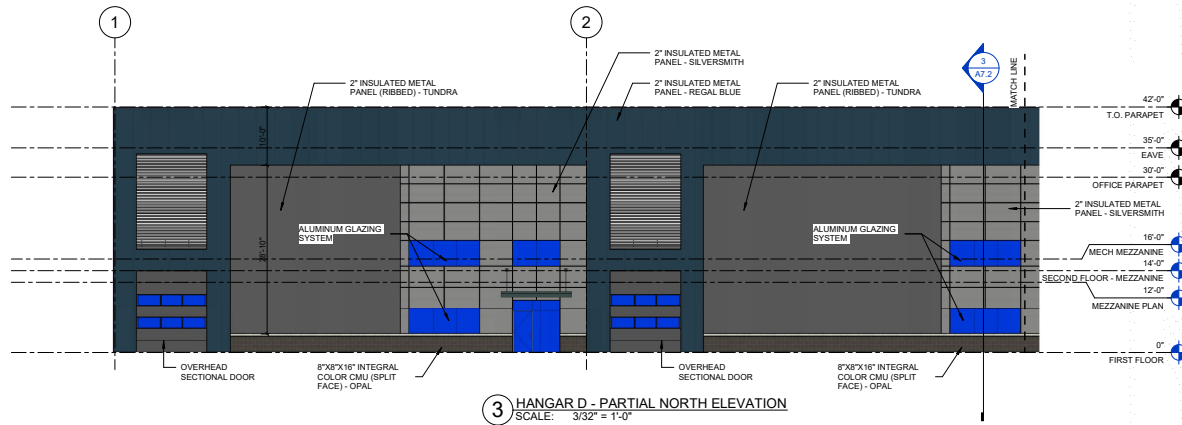 1
2
2" INSULATED METAL
PANEL - SILVERSMITH
2" INSULATED METAL
PANEL (RIBBED) - TUNDRA
2" INSULATED METAL
PANEL - REGAL BLUE
2" INSULATED METAL
PANEL (RIBBED) - TUNDRA
3
A7.2
MATCH LINE
42'-0"
T.O. PARAPET
10'-0"
35'-0"
EAVE
30'-0"
OFFICE PARAPET
2" INSULATED METAL
PANEL - SILVERSMITH
ALUMINUM GLAZING
SYSTEM
ALUMINUM GLAZING
SYSTEM
28'-10"
16'-0"
MECH MEZZANINE
14'-0"
SECOND FLOOR - MEZZANINE
12'-0"
MEZZANINE PLAN
0"
FIRST FLOOR
OVERHEAD
SECTIONAL DOOR
8"X8"X16" INTEGRAL
COLOR CMU (SPLIT
FACE) - OPAL
OVERHEAD
SECTIONAL DOOR
8"X8"X16" INTEGRAL
COLOR CMU (SPLIT
FACE) - OPAL
3
HANGAR D - PARTIAL NORTH ELEVATION
SCALE: 3/32" = 1'-0"